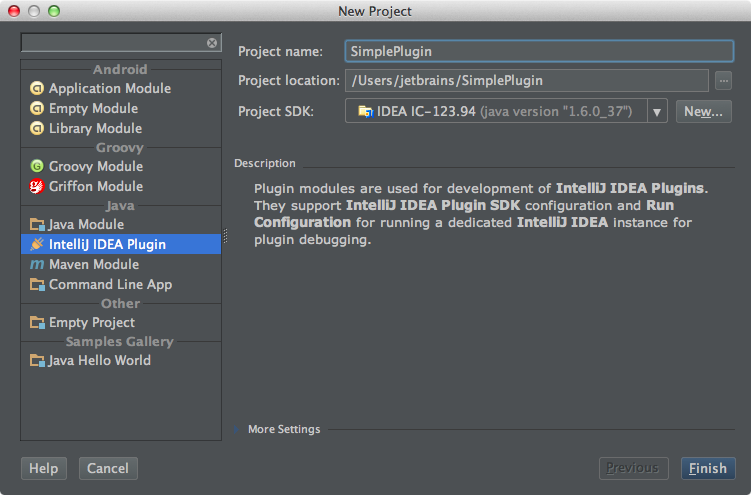 New Project
Android
Application Module
Empty Module
Library Module
Groovy
Groovy Module
Griffon Module
Java
Java Module
IntelliJ IDEA Plugin
Maven Module
Command Line App
Other
Empty Project
Samples Gallery
Java Hello World
Project name: SimplePlugin
Project location: /Users/jetbrains/SimplePlugin ...
Project SDK: IDEA IC-123.94 (java version "1.6.0_37") New...
Description
Plugin modules are used for development of IntelliJ IDEA Plugins.
They support IntelliJ IDEA Plugin SDK configuration and Run
Configuration for running a dedicated IntelliJ IDEA instance for
plugin debugging.
More Settings
Help Cancel Previous Finish